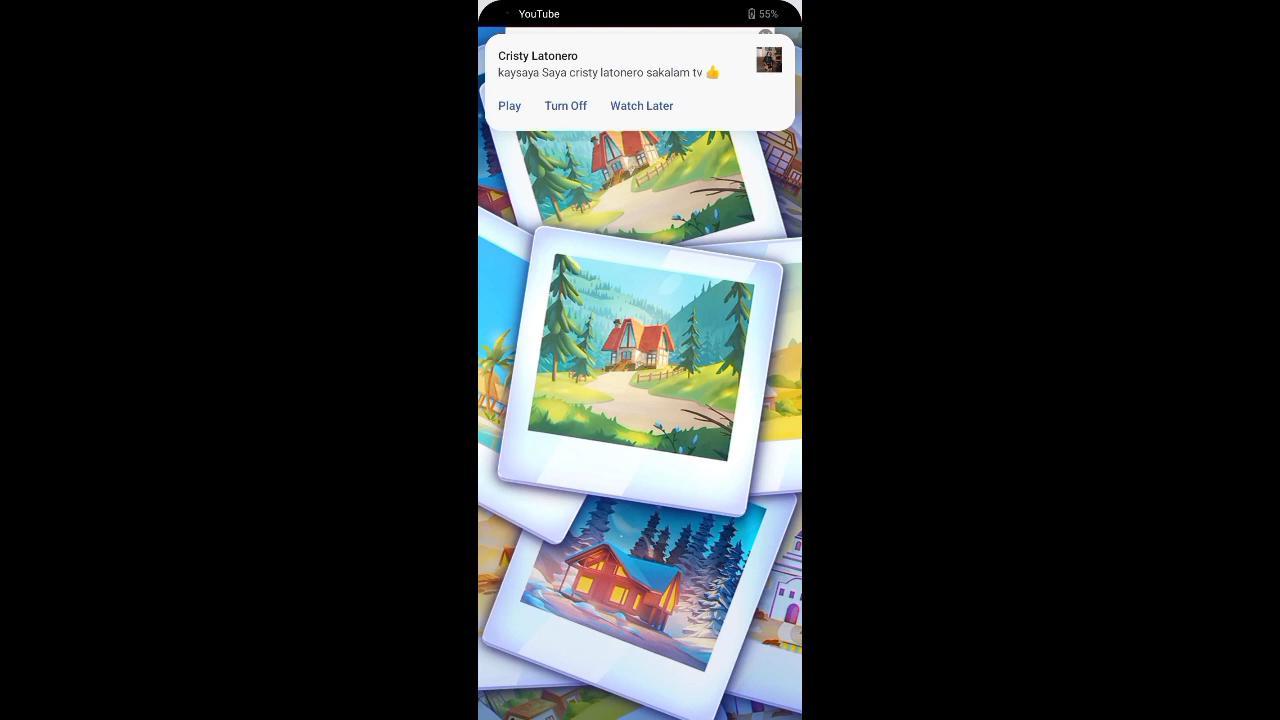 YouTube 55%
Cristy Latonero
kaysaya Saya cristy latonero sakalam tv 👍
Play Turn Off Watch Later